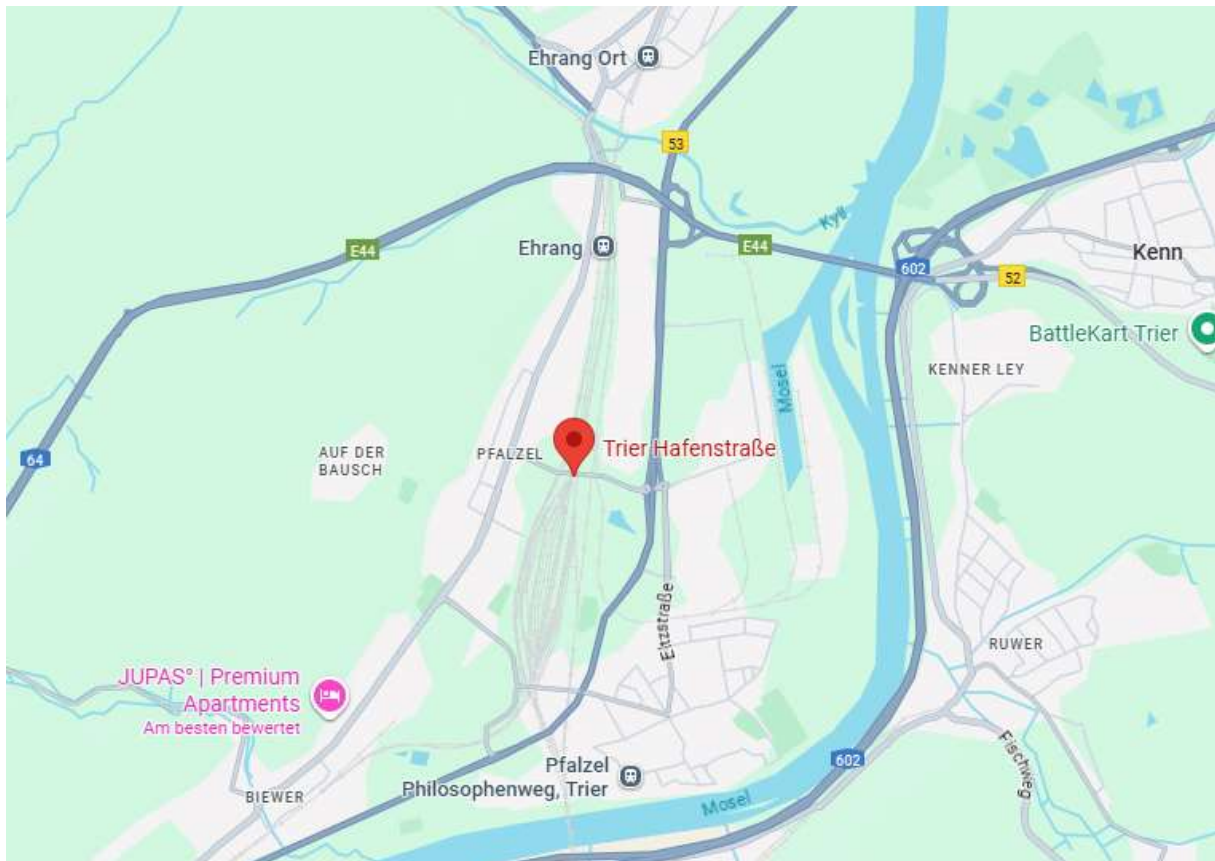 Ehrang Ort
53
Kyll
E44
Ehrang
E44
602
52
Kenn
BattleKart Trier
Mosel
KENNER LEY
64
AUF DER
BAUSCH
PFALZEL
Trier Hafenstraße
Eltzstraße
RUWER
JUPAS° | Premium
Apartments
Am besten bewertet
Fischweg
602
Pfalzel
Philosophenweg, Trier
BIEWER
Mosel